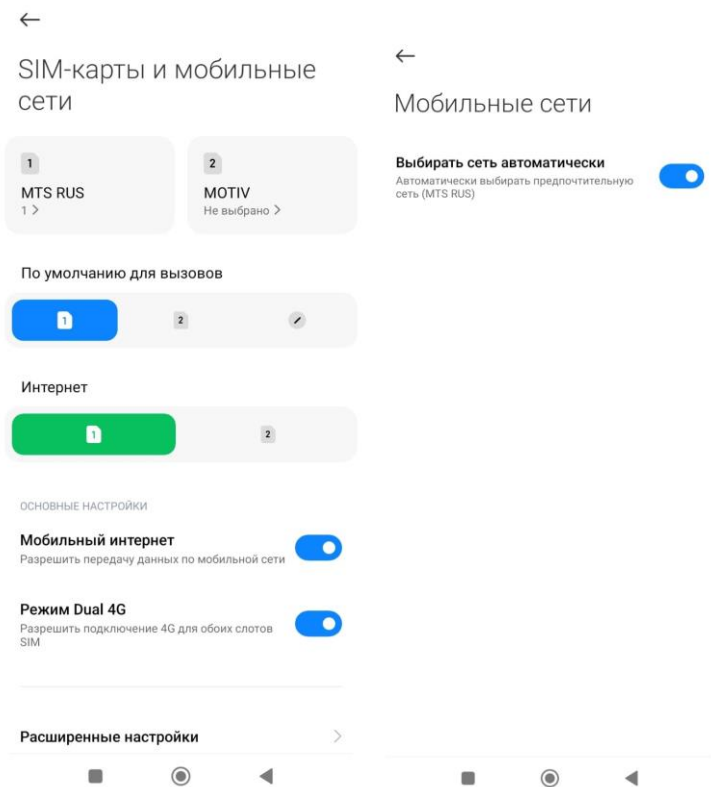 SIM-карты и мобильные
сети
1
MTS RUS
1 >
2
MOTIV
Не выбрано >
По умолчанию для вызовов
1
2
Интернет
1
2
ОСНОВНЫЕ НАСТРОЙКИ
Мобильный интернет
Разрешить передачу данных по мобильной сети
Режим Dual 4G
Разрешить подключение 4G для обоих слотов
SIM
Расширенные настройки
Мобильные сети
Выбирать сеть автоматически
Автоматически выбирать предпочтительную
сеть (MTS RUS)